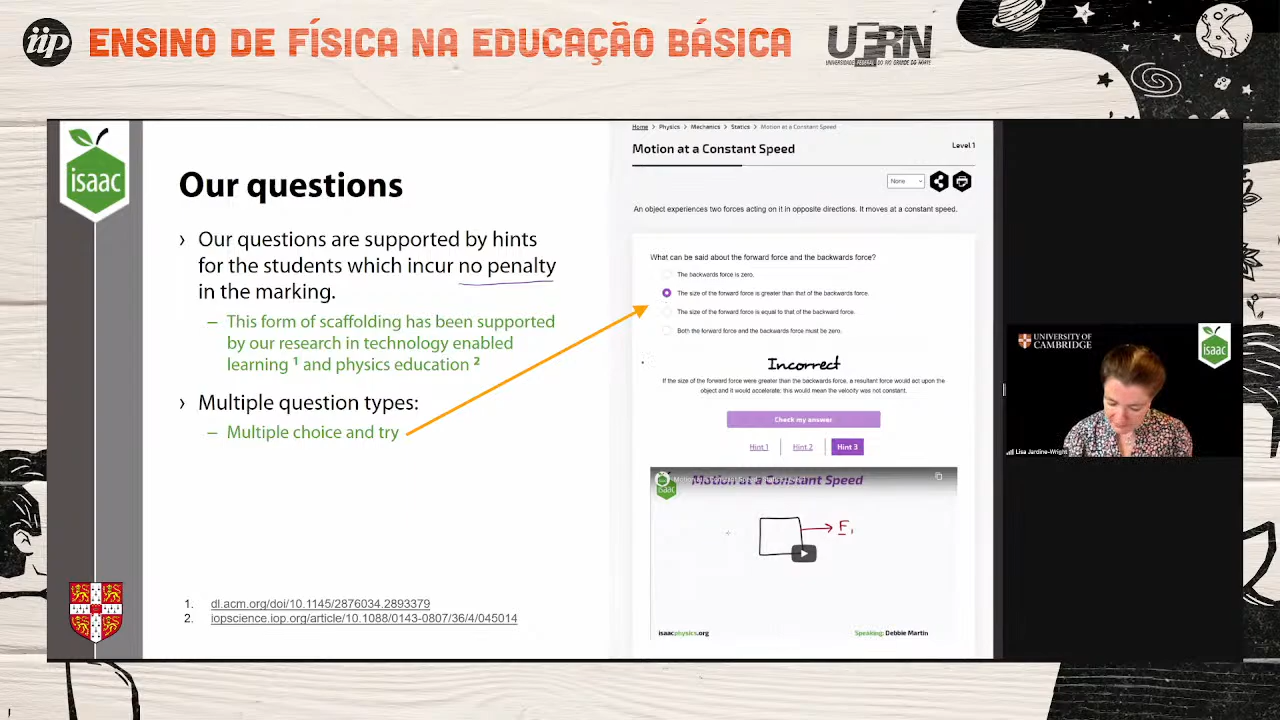 iip ENSINO DE FÍSICA NA EDUCAÇÃO BÁSICA
UFRN
UNIVERSIDADE FEDERAL DO RIO GRANDE DO NORTE
isaac
Our questions
› Our questions are supported by hints
for the students which incur no penalty
in the marking.
– This form of scaffolding has been supported
by our research in technology enabled
learning 1 and physics education 2
› Multiple question types:
– Multiple choice and try
1. dl.acm.org/doi/10.1145/2876034.2893379
2. iopscience.iop.org/article/10.1088/0143-0807/36/4/045014
Home > Physics > Mechanics > Statics > Motion at a Constant Speed
Motion at a Constant Speed
Level 1
None
An object experiences two forces acting on it in opposite directions. It moves at a constant speed.
What can be said about the forward force and the backwards force?
The backwards force is zero.
The size of the forward force is greater than that of the backwards force.
The size of the forward force is equal to that of the backward force.
Both the forward force and the backwards force must be zero.
Incorrect
If the size of the forward force were greater than the backwards force, a resultant force would act upon the
object and it would accelerate; this would mean the velocity was not constant.
Check my answer
Hint 1
Hint 2
Hint 3
isaac
Motion at a Constant Speed
F₁
isaacphysics.org
Speaking: Debbie Martin
UNIVERSITY OF
CAMBRIDGE
isaac
Lisa Jardine-Wright